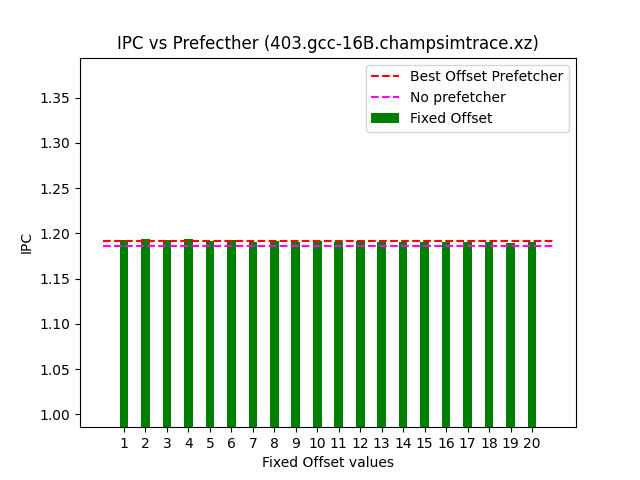 IPC vs Prefecther (403.gcc-16B.champsimtrace.xz)
Best Offset Prefetcher
No prefetcher
Fixed Offset
IPC
1.35
1.30
1.25
1.20
1.15
1.10
1.05
1.00
1 2 3 4 5 6 7 8 9 10 11 12 13 14 15 16 17 18 19 20
Fixed Offset values